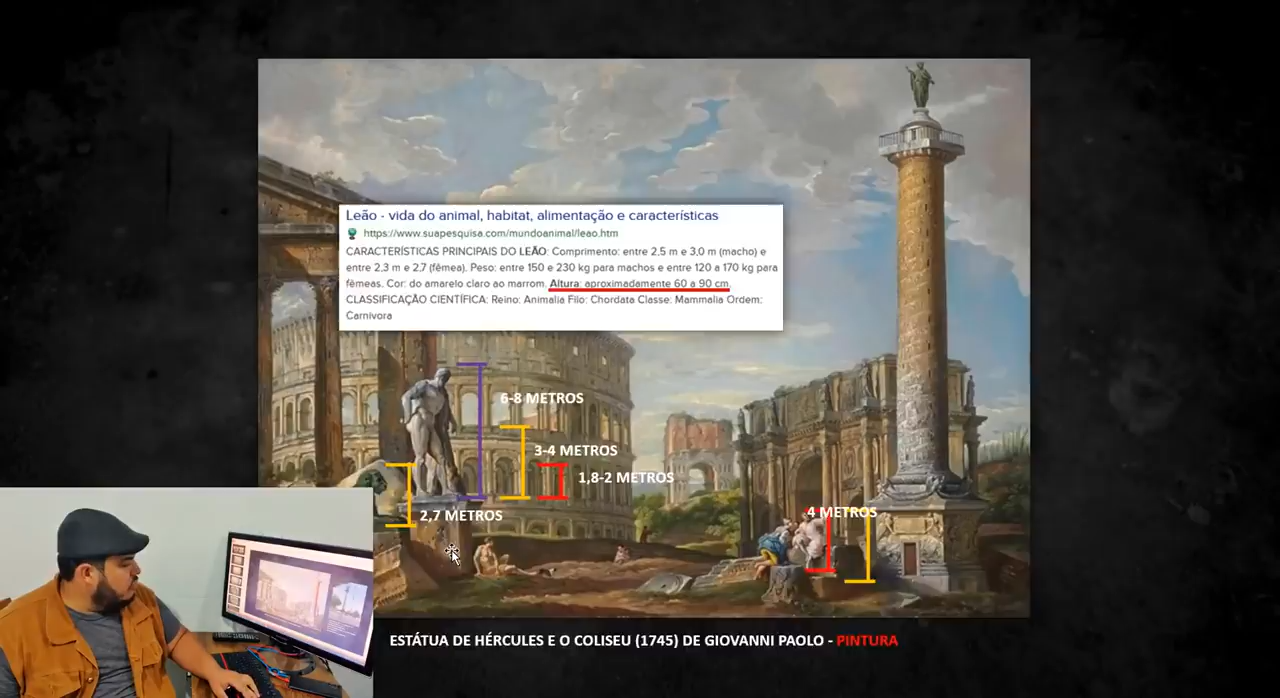 Leão - vida do animal, habitat, alimentação e características
https://www.suapesquisa.com/mundoanimal/leao.htm
CARACTERÍSTICAS PRINCIPAIS DO LEÃO: Comprimento: entre 2,5 m e 3,0 m (macho) e
entre 2,3 m e 2,7 (fêmea). Peso: entre 150 e 230 kg para machos e entre 120 a 170 kg para
fêmeas. Cor: do amarelo claro ao marrom. Altura: aproximadamente 60 a 90 cm.
CLASSIFICAÇÃO CIENTÍFICA: Reino: Animalia Filo: Chordata Classe: Mammalia Ordem:
Carnívora
6-8 METROS
3-4 METROS
1,8-2 METROS
2,7 METROS
4 METROS
ESTÁTUA DE HÉRCULES E O COLISEU (1745) DE GIOVANNI PAOLO - PINTURA